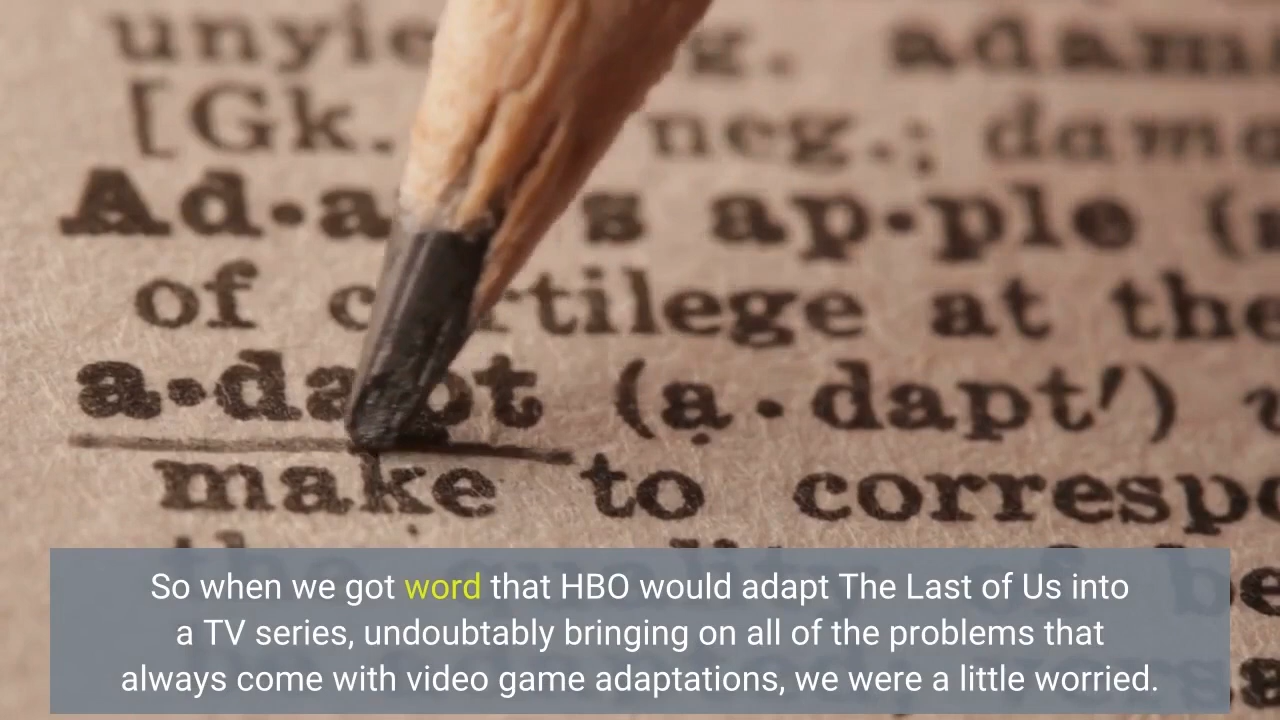 unyie g. adam
[Gk. neg.; dama
Ad•a s ap•ple (
of c rtilege at the
a•dapt (ạ•dapt′)
make to correspo
So when we got word that HBO would adapt The Last of Us into
a TV series, undoubtably bringing on all of the problems that
always come with video game adaptations, we were a little worried.